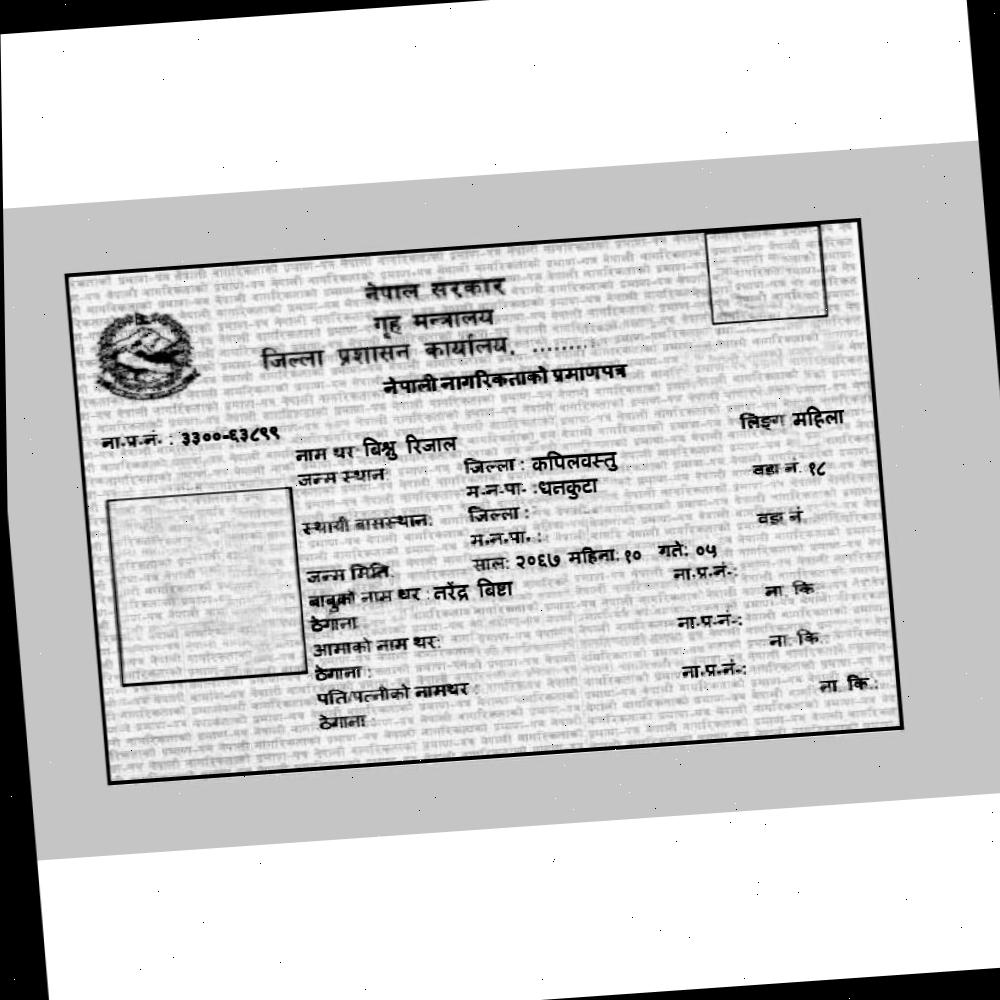 नेपाल सरकार
गृह मन्त्रालय
जिल्ला प्रशासन कार्यालय, ........
नेपाली नागरिकताको प्रमाणपत्र
ना.प्र.नं. : ३३००-६३८९९
लिङ्ग महिला
नाम थर बिश्नु रिजाल
जन्म स्थान: जिल्ला : कपिलवस्तु वडा नं. १८
म.न.पा. :धनकुटा
स्थायी बासस्थान: जिल्ला : वडा नं
म.न.पा. :
जन्म मिति: साल: २०६७ महिना: १० गते: ०५
बाबुको नाम थर : नरेंद्र बिष्टा ना.प्र.नं.:
ठेगाना ना. कि
आमाको नाम थर: ना.प्र.नं.:
ठेगाना : ना. कि.
पति/पत्नीको नामथर : ना.प्र.नं.:
ठेगाना : ना. कि.: